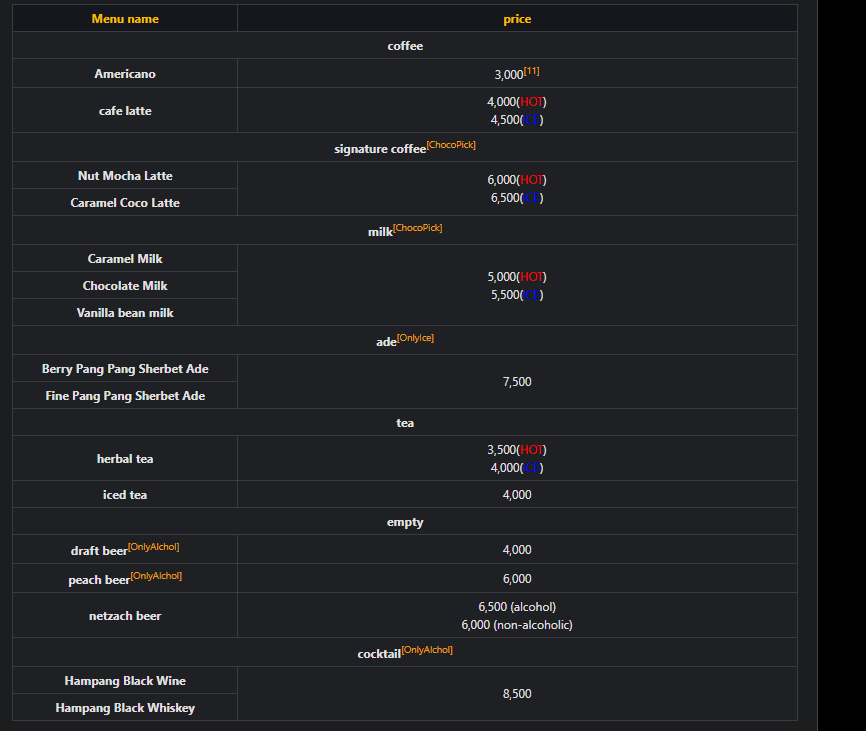 Menu name price
coffee
Americano 3,000[11]
cafe latte 4,000(HOT)
4,500( )
signature coffee[ChocoPick]
Nut Mocha Latte 6,000(HOT)
Caramel Coco Latte 6,500( )
milk[ChocoPick]
Caramel Milk
Chocolate Milk 5,000(HOT)
5,500( )
Vanilla bean milk
ade[OnlyIce]
Berry Pang Pang Sherbet Ade
7,500
Fine Pang Pang Sherbet Ade
tea
herbal tea 3,500(HOT)
4,000( )
iced tea 4,000
empty
draft beer[OnlyAlchol] 4,000
peach beer[OnlyAlchol] 6,000
netzach beer 6,500 (alcohol)
6,000 (non-alcoholic)
cocktail[OnlyAlchol]
Hampang Black Wine
8,500
Hampang Black Whiskey